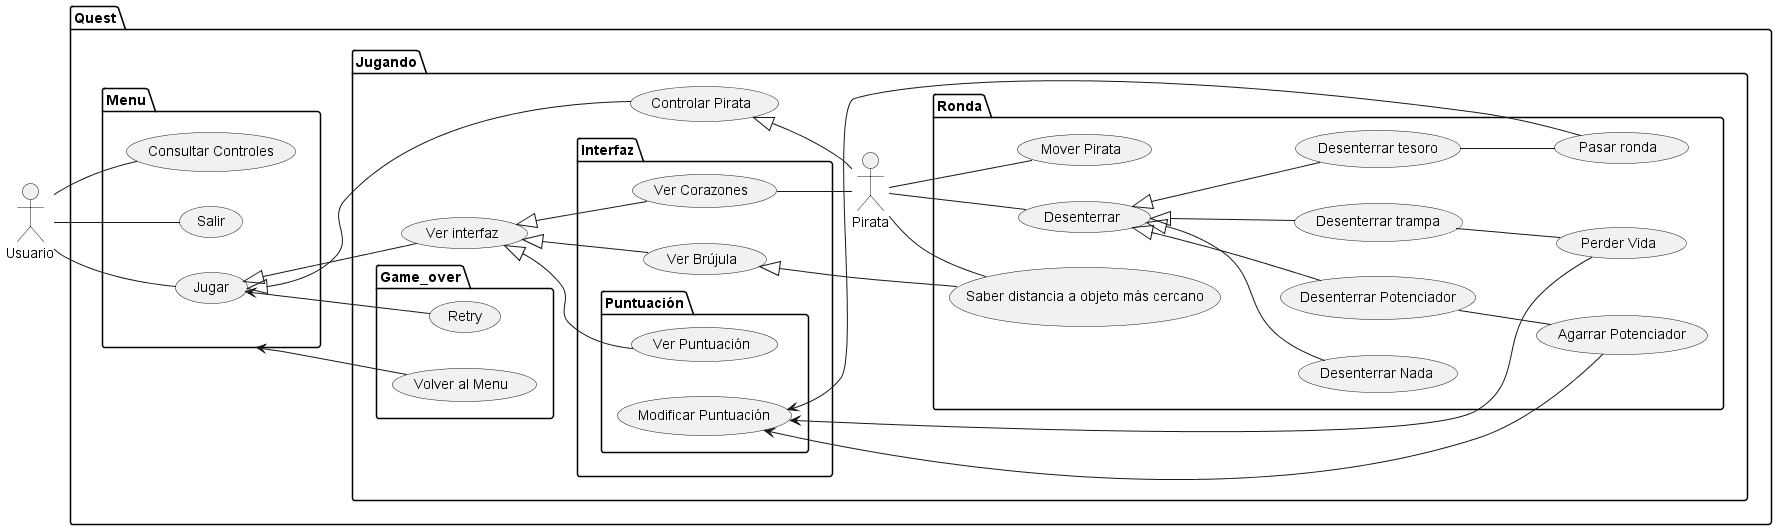 Quest
Jugando
Menu
Controlar Pirata
Ronda
Consultar Controles
Interfaz
Mover Pirata
Desenterrar tesoro
Pasar ronda
Usuario
Salir
Ver Corazones
Pirata
Ver interfaz
Desenterrar
Desenterrar trampa
Perder Vida
Ver Brújula
Game_over
Jugar
Puntuación
Saber distancia a objeto más cercano
Desenterrar Potenciador
Retry
Ver Puntuación
Agarrar Potenciador
Volver al Menu
Desenterrar Nada
Modificar Puntuación